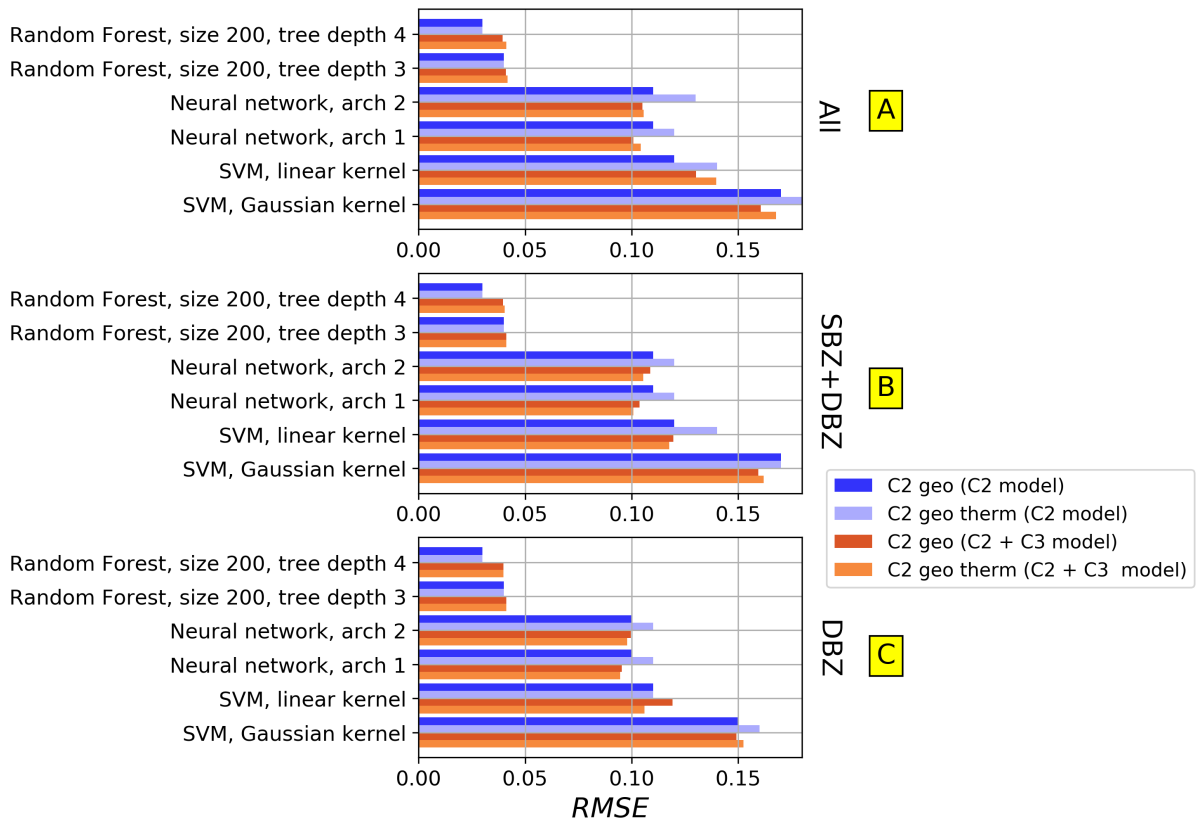 Random Forest, size 200, tree depth 4
Random Forest, size 200, tree depth 3
Neural network, arch 2
Neural network, arch 1
SVM, linear kernel
SVM, Gaussian kernel
0.00 0.05 0.10 0.15
All
A
Random Forest, size 200, tree depth 4
Random Forest, size 200, tree depth 3
Neural network, arch 2
Neural network, arch 1
SVM, linear kernel
SVM, Gaussian kernel
0.00 0.05 0.10 0.15
SBZ+DBZ
B
C2 geo (C2 model)
C2 geo therm (C2 model)
C2 geo (C2 + C3 model)
C2 geo therm (C2 + C3 model)
Random Forest, size 200, tree depth 4
Random Forest, size 200, tree depth 3
Neural network, arch 2
Neural network, arch 1
SVM, linear kernel
SVM, Gaussian kernel
0.00 0.05 0.10 0.15
RMSE
DBZ
C